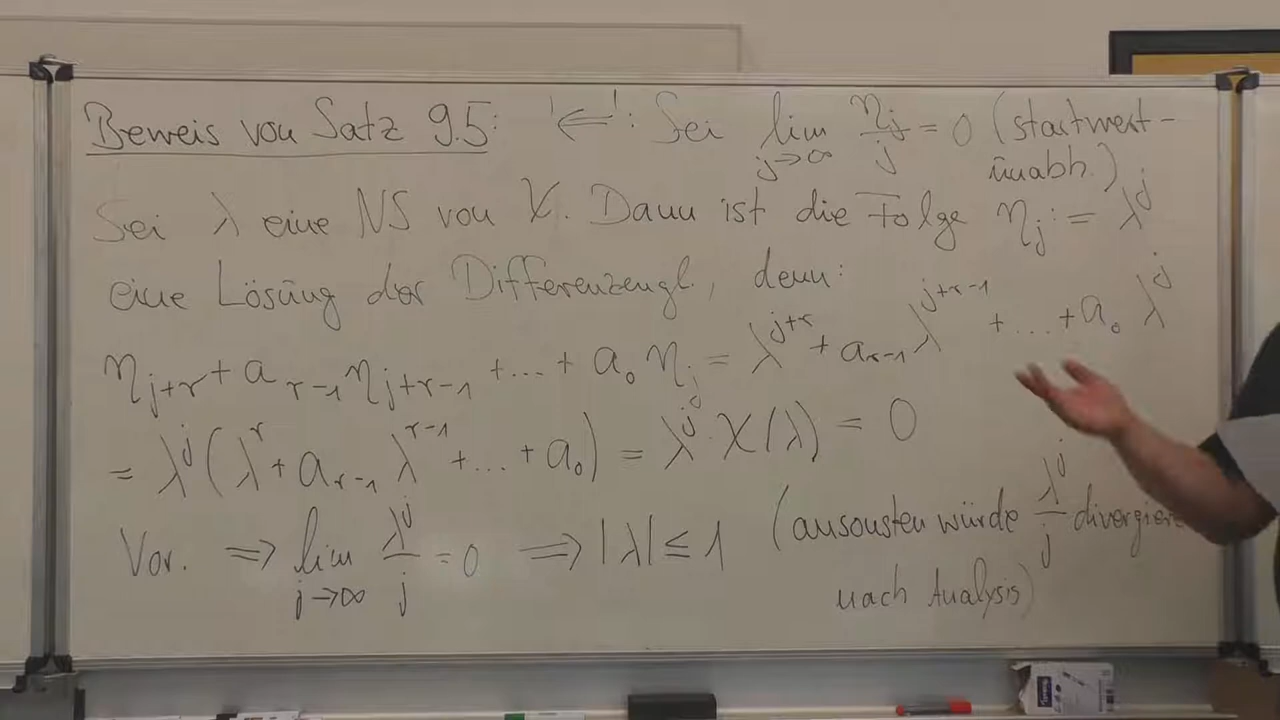 Beweis von Satz 9.5: '⇐': Sei lim_{j→∞} η_j/j = 0 (startwert-
unabh.)
Sei λ eine NS von χ. Dann ist die Folge η_j := λ^j
eine Lösung der Differenzengl., denn:
η_{j+r} + a_{r-1} η_{j+r-1} + ... + a_0 η_j = λ^{j+r} + a_{r-1} λ^{j+r-1} + ... + a_0 λ^j
= λ^j (λ^r + a_{r-1} λ^{r-1} + ... + a_0) = λ^j · χ(λ) = 0
Vor. ⇒ lim_{j→∞} λ^j/j = 0 ⇒ |λ| ≤ 1 (ausonsten würde λ^j/j
nach Analysis)